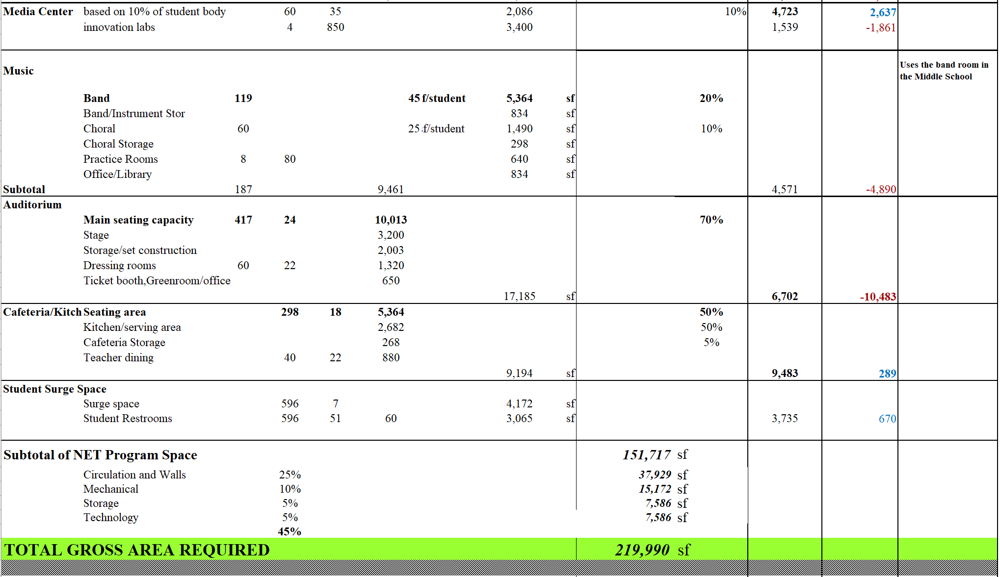 Media Center based on 10% of student body 60 35 2,086 10% 4,723 2,637
innovation labs 4 850 3,400 1,539 -1,861
Uses the band room in
Music
the Middle School
Band 119 45 f/student 5,364 sf 20%
Band/Instrument Stor 834 sf
Choral 60 25 sf/student 1,490 sf 10%
Choral Storage 298 sf
Practice Rooms 8 80 640 sf
Office/Library 834 sf
Subtotal 187 9,461 4,571 -4,890
Auditorium
Main seating capacity 417 24 10,013 70%
Stage 3,200
Storage/set construction 2,003
Dressing rooms 60 22 1,320
Ticket booth,Greenroom/office 650
17,185 sf 6,702 -10,483
Cafeteria/Kitch Seating area 298 18 5,364 50%
Kitchen/serving area 2,682 50%
Cafeteria Storage 268 5%
Teacher dining 40 22 880
9,194 sf 9,483 289
Student Surge Space
Surge space 596 7 4,172 sf
Student Restrooms 596 51 60 3,065 sf 3,735 670
Subtotal of NET Program Space 151,717 sf
Circulation and Walls 25% 37,929 sf
Mechanical 10% 15,172 sf
Storage 5% 7,586 sf
Technology 5% 7,586 sf
45%
TOTAL GROSS AREA REQUIRED 219,990 sf